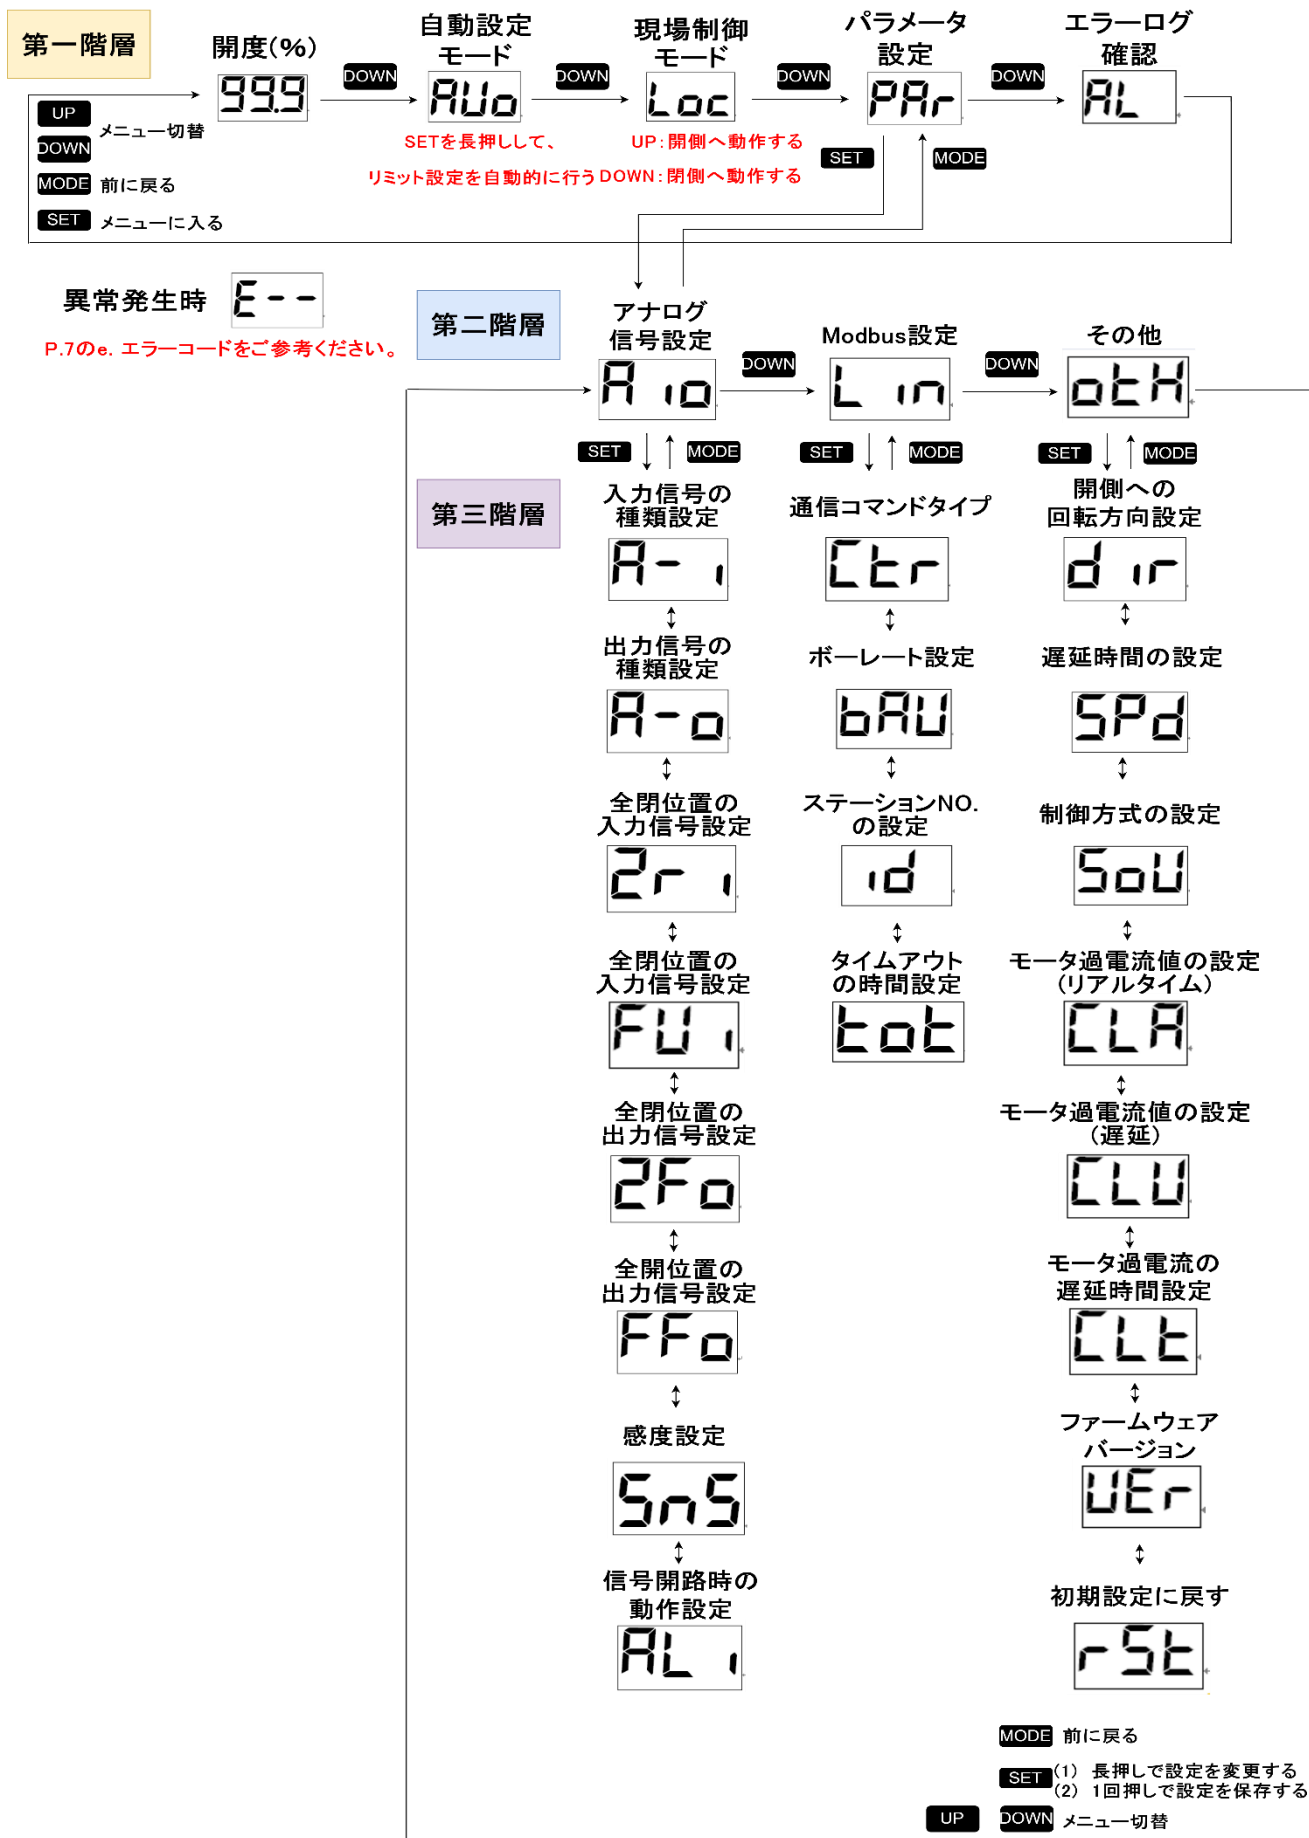 第一階層
開度(%)
自動設定
モード
現場制御
モード
パラメータ
設定
エラーログ
確認
99.9
DOWN
AUo
DOWN
Loc
DOWN
PAr
DOWN
AL
UP
DOWN
メニュー切替
MODE 前に戻る
SET メニューに入る
SETを長押しして、
リミット設定を自動的に行う
UP：開側へ動作する
DOWN：閉側へ動作する
SET
MODE
異常発生時
E--
P.7のe. エラーコードをご参考ください。
第二階層
アナログ
信号設定
Modbus設定
その他
A io
DOWN
L in
DOWN
otH
SET
MODE
SET
MODE
SET
MODE
第三階層
入力信号の
種類設定
A- i
出力信号の
種類設定
A-o
全閉位置の
入力信号設定
2r i
全閉位置の
入力信号設定
FU i
全閉位置の
出力信号設定
2Fo
全開位置の
出力信号設定
FFo
感度設定
SnS
信号開路時の
動作設定
AL i
通信コマンドタイプ
Ctr
ボーレート設定
bAU
ステーションNO.
の設定
id
タイムアウト
の時間設定
tot
開側への
回転方向設定
d ir
遅延時間の設定
SPd
制御方式の設定
SoU
モータ過電流値の設定
(リアルタイム)
CLA
モータ過電流値の設定
(遅延)
CLU
モータ過電流の
遅延時間設定
CLt
ファームウェア
バージョン
UEr
初期設定に戻す
rSt
MODE 前に戻る
SET (1) 長押しで設定を変更する
(2) 1回押しで設定を保存する
UP DOWN メニュー切替